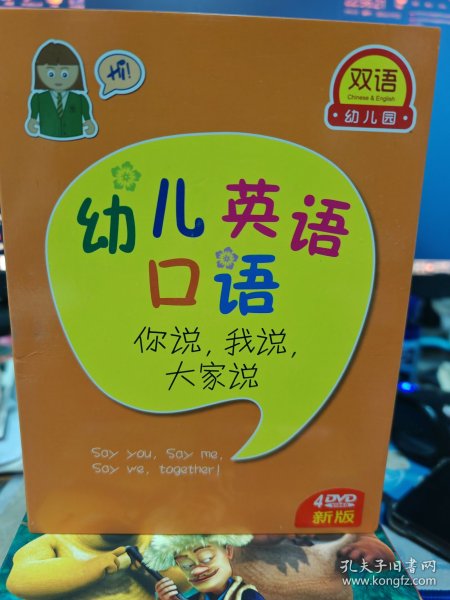 Hi!
双语
Chinese & English
·幼儿园·
幼儿英语
口语
你说, 我说,
大家说
Say you, Say me,
Say we, together!
4DVD
VIDEO
新版
孔夫子旧书网
www.kongfz.com